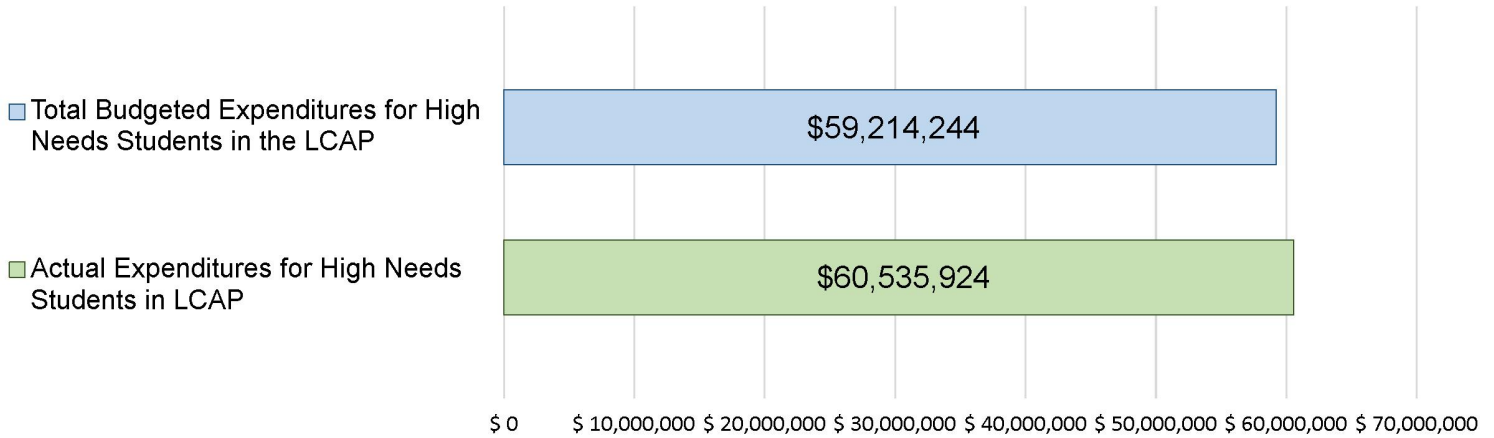 Total Budgeted Expenditures for High
Needs Students in the LCAP
$59,214,244
Actual Expenditures for High Needs
Students in LCAP
$60,535,924
$ 0 $ 10,000,000 $ 20,000,000 $ 30,000,000 $ 40,000,000 $ 50,000,000 $ 60,000,000 $ 70,000,000